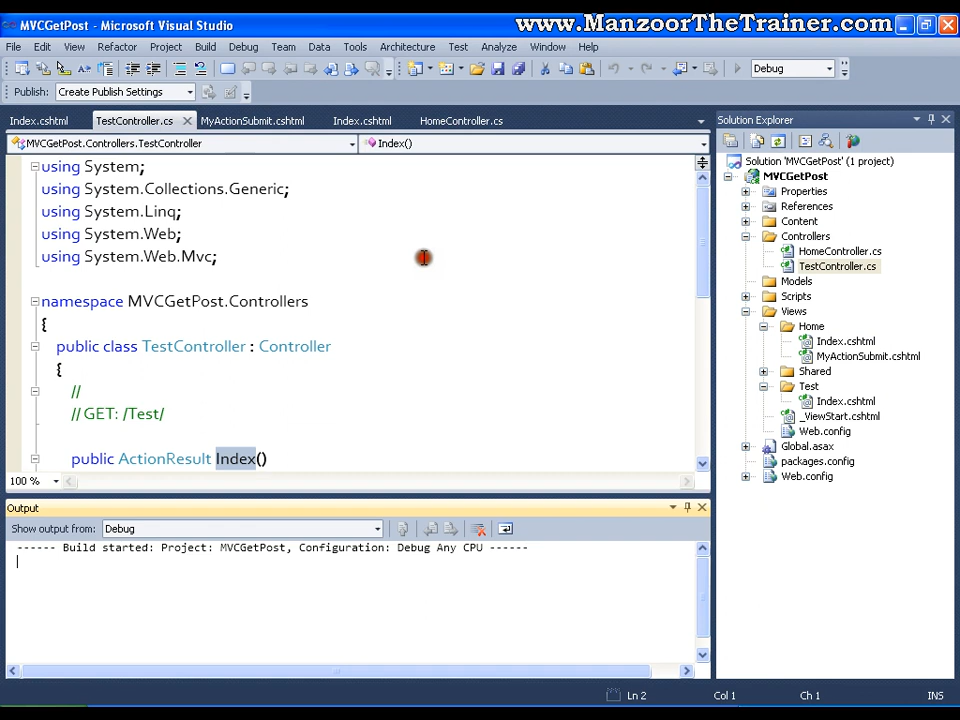 MVCGetPost - Microsoft Visual Studio
www.ManzoorTheTrainer.com
File Edit View Refactor Project Build Debug Team Data Tools Architecture Test Analyze Window Help
Debug
Publish: Create Publish Settings
Index.cshtml TestController.cs MyActionSubmit.cshtml Index.cshtml HomeController.cs
MVCGetPost.Controllers.TestController Index()
using System;
using System.Collections.Generic;
using System.Linq;
using System.Web;
using System.Web.Mvc;
namespace MVCGetPost.Controllers
{
public class TestController : Controller
{
//
// GET: /Test/
public ActionResult Index()
100 %
Output
Show output from: Debug
------ Build started: Project: MVCGetPost, Configuration: Debug Any CPU ------
Solution Explorer
Solution 'MVCGetPost' (1 project)
MVCGetPost
Properties
References
Content
Controllers
HomeController.cs
TestController.cs
Models
Scripts
Views
Home
Index.cshtml
MyActionSubmit.cshtml
Shared
Test
Index.cshtml
_ViewStart.cshtml
Web.config
Global.asax
packages.config
Web.config
Ln 2 Col 1 Ch 1 INS